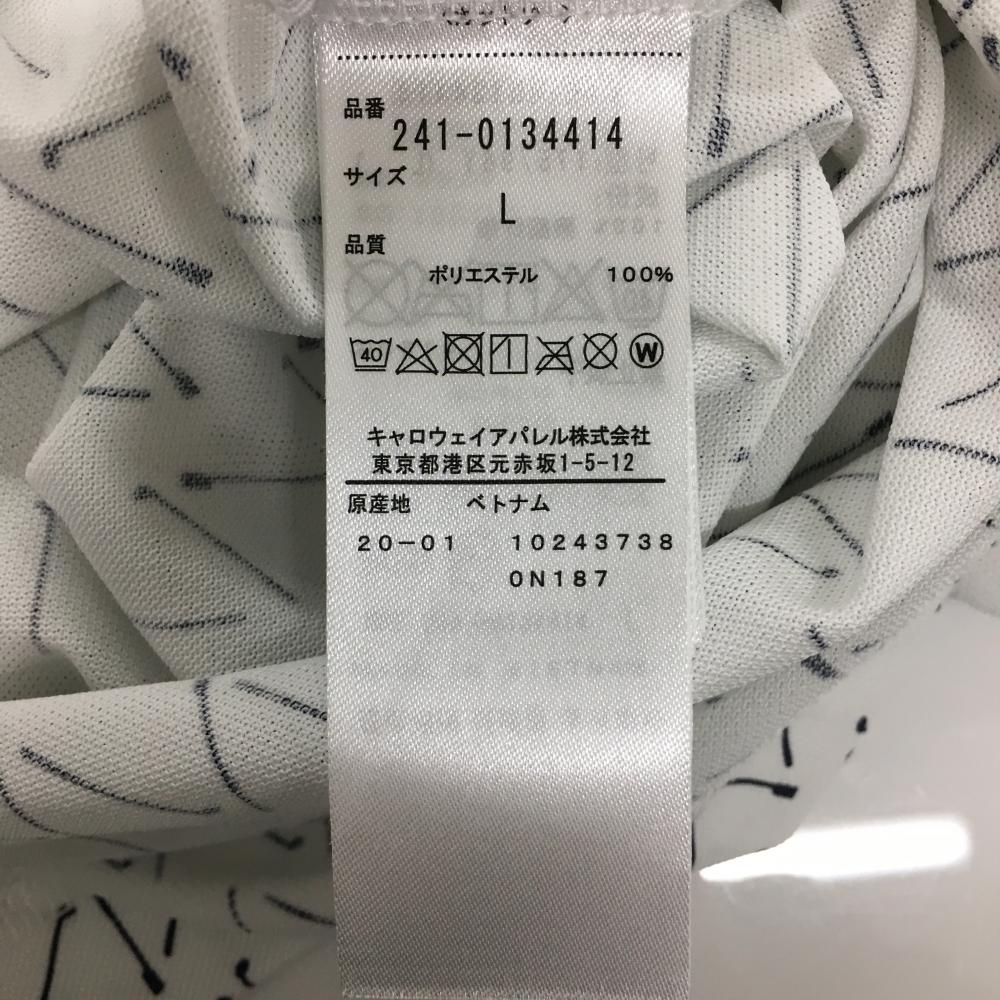 品番
241-0134414
サイズ
L
品質
ポリエステル 100%
40
W
キャロウェイアパレル株式会社
東京都港区元赤坂1-5-12
原産地 ベトナム
20-01 10243738
0N187